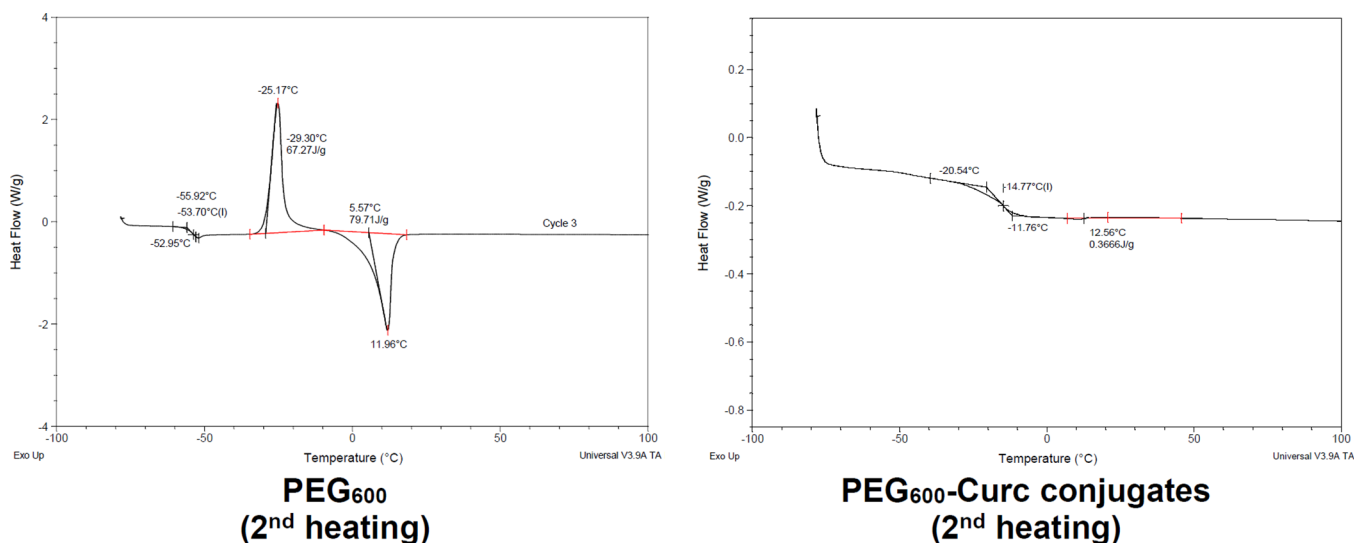 4
2
0
-2
-4
Heat Flow (W/g)
-25.17°C
-29.30°C
67.27J/g
-55.92°C
-53.70°C(I)
-52.95°C
5.57°C
79.71J/g
Cycle 3
11.96°C
-100
-50
0
50
100
Exo Up
Temperature (°C)
Universal V3.9A TA
PEG600
(2nd heating)
0.2
0.0
-0.2
-0.4
-0.6
-0.8
Heat Flow (W/g)
-20.54°C
-14.77°C(I)
-11.76°C
12.56°C
0.3666J/g
-100
-50
0
50
100
Exo Up
Temperature (°C)
Universal V3.9A TA
PEG600-Curc conjugates
(2nd heating)